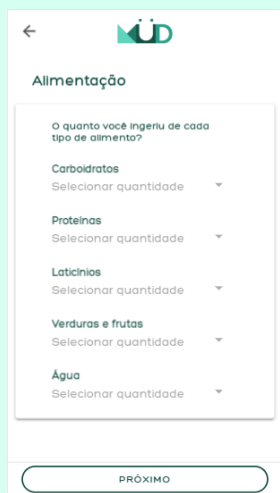 MÜD
Alimentação
O quanto você ingeriu de cada
tipo de alimento?
Carboidratos
Selecionar quantidade
Proteínas
Selecionar quantidade
Laticínios
Selecionar quantidade
Verduras e frutas
Selecionar quantidade
Água
Selecionar quantidade
PRÓXIMO